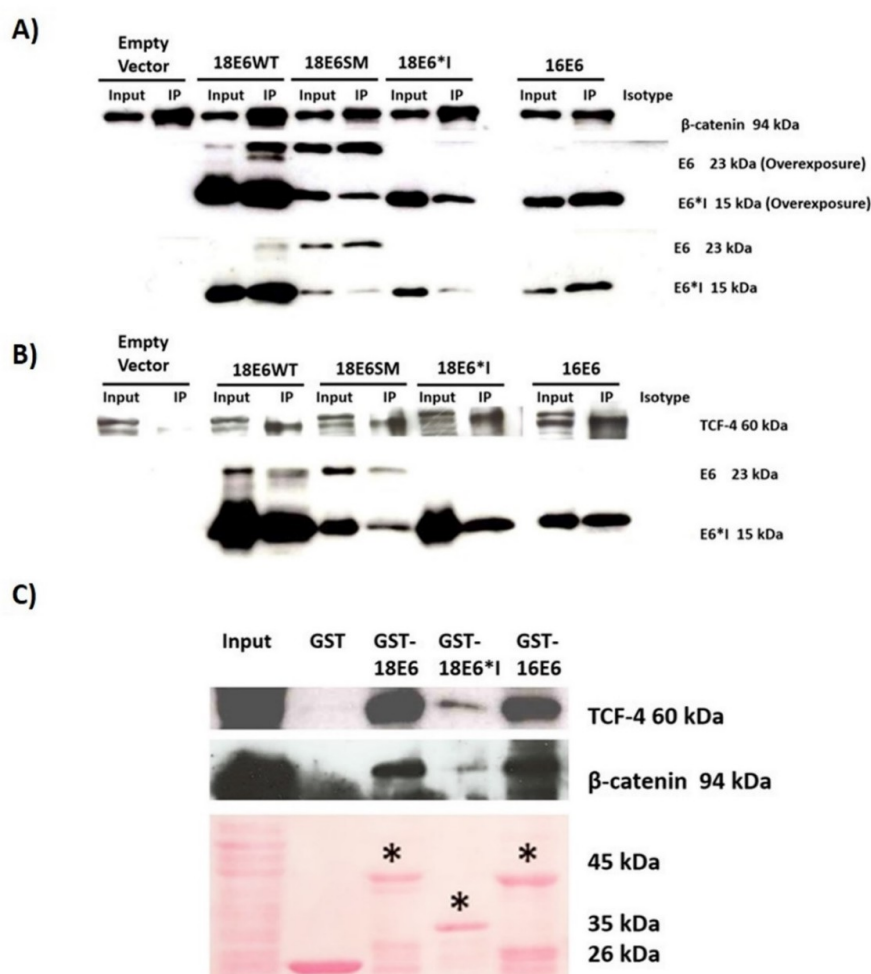 A)
Empty
Vector
18E6WT 18E6SM 18E6*I 16E6
Input IP Input IP Input IP Input IP Input IP Isotype
β-catenin 94 kDa
E6 23 kDa (Overexposure)
E6*I 15 kDa (Overexposure)
E6 23 kDa
E6*I 15 kDa
B)
Empty
Vector
18E6WT 18E6SM 18E6*I 16E6
Input IP Input IP Input IP Input IP Input IP Isotype
TCF-4 60 kDa
E6 23 kDa
E6*I 15 kDa
C)
Input GST GST- GST- GST-
18E6 18E6*I 16E6
TCF-4 60 kDa
β-catenin 94 kDa
* *
45 kDa
*
35 kDa
26 kDa